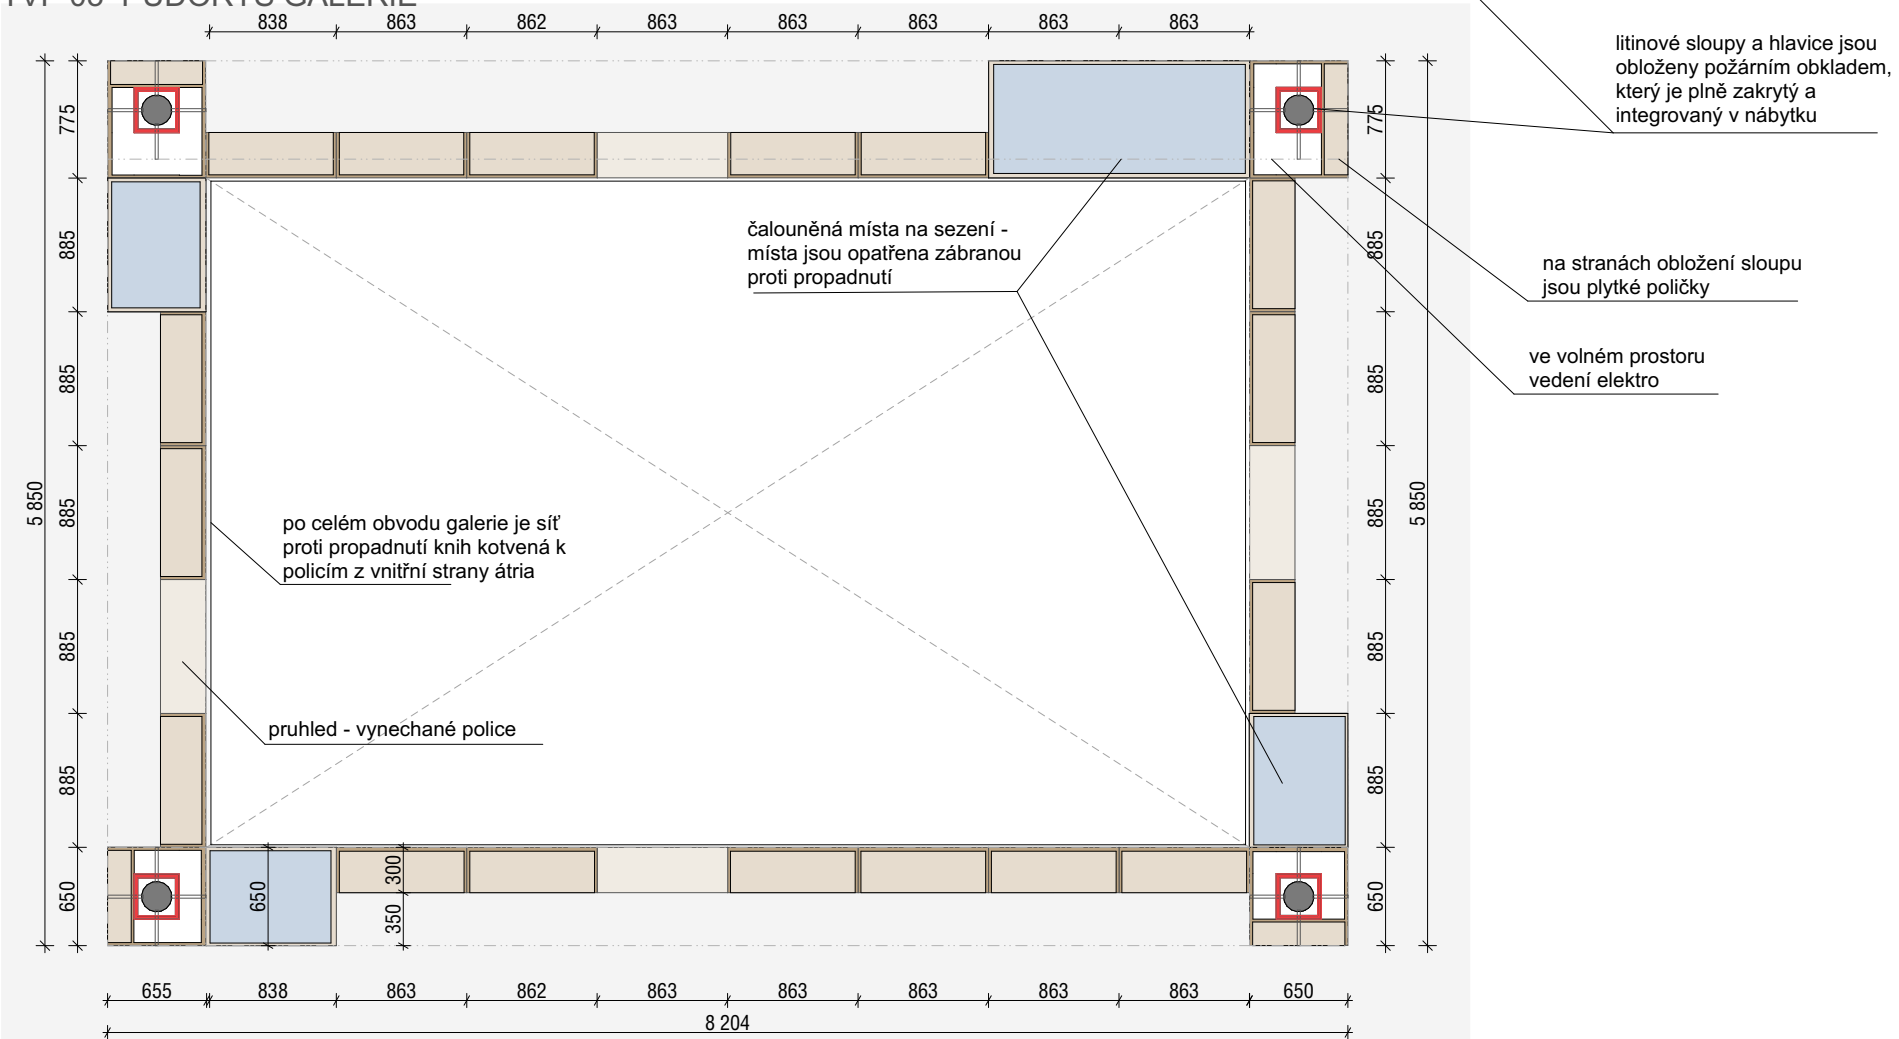 PŮDORYS GALERIE
838 863 862 863 863 863 863 863
litinové sloupy a hlavice jsou
obloženy požárním obkladem,
který je plně zakrytý a
integrovaný v nábytku
775
775
čalouněná místa na sezení -
místa jsou opatřena zábranou
proti propadnutí
885
885
na stranách obložení sloupu
jsou plytké poličky
ve volném prostoru
vedení elektro
885
885
5 850
885
885
5 850
po celém obvodu galerie je síť
proti propadnutí knih kotvená k
policím z vnitřní strany átria
885
885
pruhled - vynechané police
885
885
650
650
300
350
650
655 838 863 862 863 863 863 863 863 650
8 204